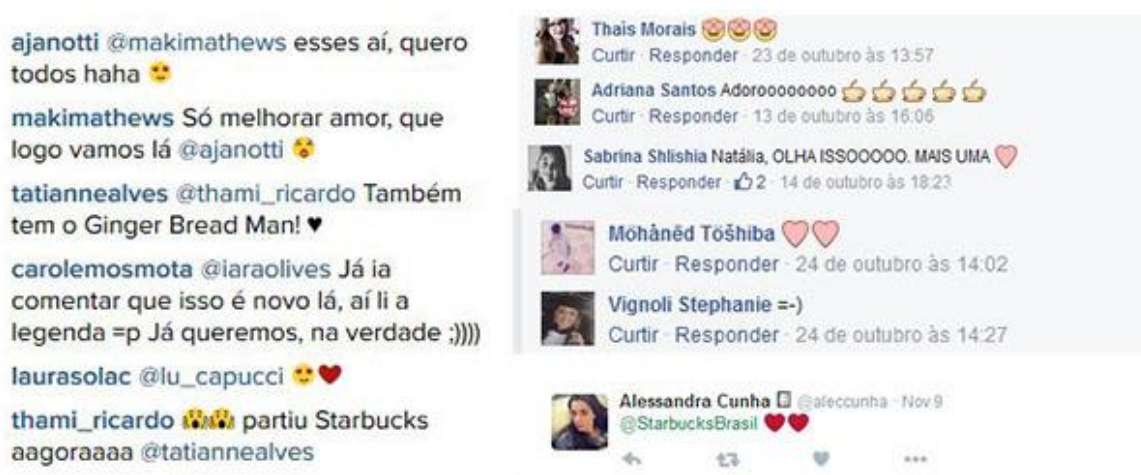 ajanotti @makimathews esses aí, quero
todos haha
makimathews Só melhorar amor, que
logo vamos lá @ajanotti
tatiannealves @thami_ricardo Também
tem o Ginger Bread Man! ♥
carolemosmota @iaraolives Já ia
comentar que isso é novo lá, aí li a
legenda =p Já queremos, na verdade ;))))
laurasolac @lu_capucci 😍❤
thami_ricardo 😱😱 partiu Starbucks
aagoraaaa @tatiannealves
Thais Morais 😍😍😍
Curtir · Responder · 23 de outubro às 13:57
Adriana Santos Adorooooooooo
Curtir · Responder · 13 de outubro às 16:06
Sabrina Shlishia Natália, OLHA ISSOOOOO. MAIS UMA ♥
Curtir · Responder · 2 · 14 de outubro às 18:23
Möhånëd Töšhiba ♥♥
Curtir · Responder · 24 de outubro às 14:02
Vignoli Stephanie =-)
Curtir · Responder · 24 de outubro às 14:27
Alessandra Cunha @aleccunha · Nov 9
@StarbucksBrasil ❤❤